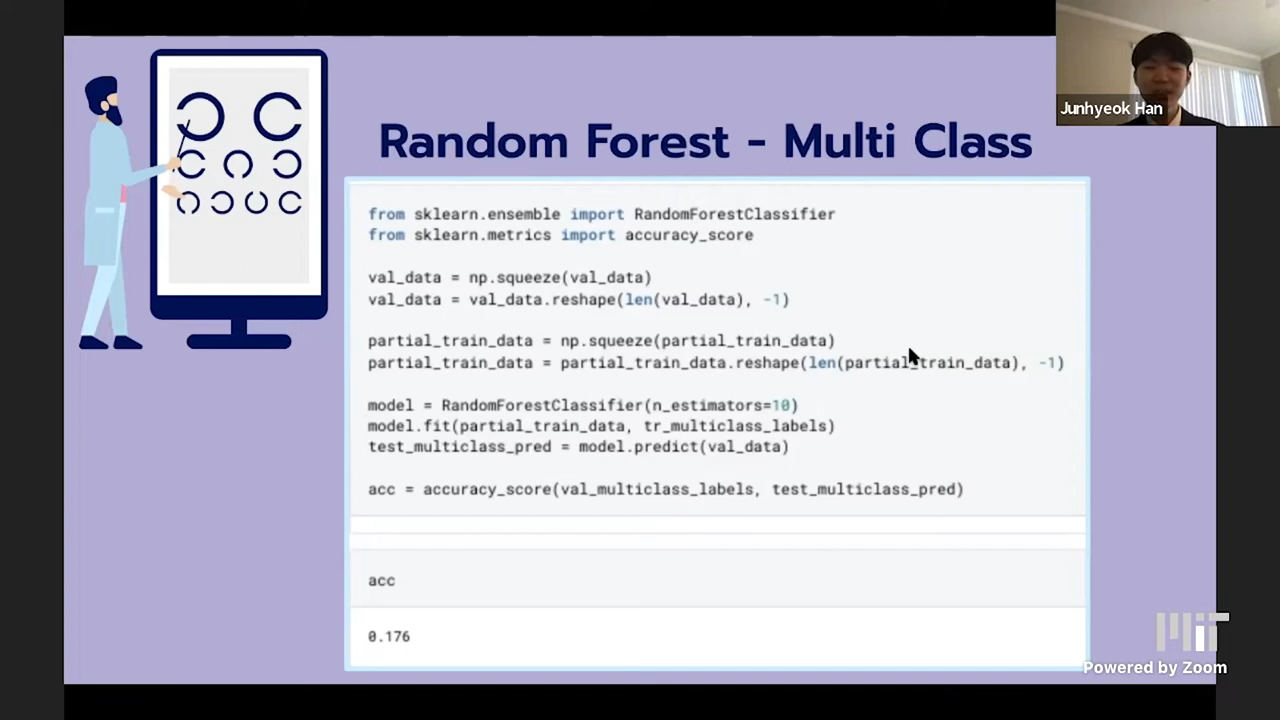 Junhyeok Han
Random Forest - Multi Class
from sklearn.ensemble import RandomForestClassifier
from sklearn.metrics import accuracy_score
val_data = np.squeeze(val_data)
val_data = val_data.reshape(len(val_data), -1)
partial_train_data = np.squeeze(partial_train_data)
partial_train_data = partial_train_data.reshape(len(partial_train_data), -1)
model = RandomForestClassifier(n_estimators=10)
model.fit(partial_train_data, tr_multiclass_labels)
test_multiclass_pred = model.predict(val_data)
acc = accuracy_score(val_multiclass_labels, test_multiclass_pred)
acc
0.176
MIT
Powered by Zoom